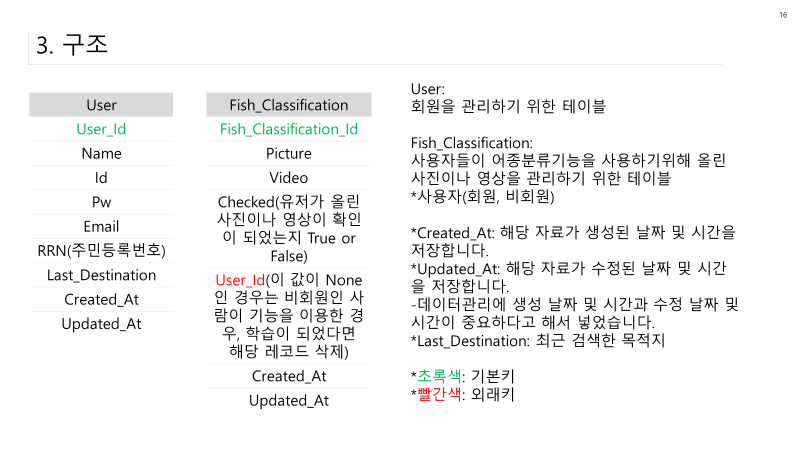 16
3. 구조
User
User_Id
Name
Id
Pw
Email
RRN(주민등록번호)
Last_Destination
Created_At
Updated_At
Fish_Classification
Fish_Classification_Id
Picture
Video
Checked(유저가 올린
사진이나 영상이 확인
이 되었는지 True or
False)
User_Id(이 값이 None
인 경우는 비회원인 사
람이 기능을 이용한 경
우, 학습이 되었다면
해당 레코드 삭제)
Created_At
Updated_At
User:
회원을 관리하기 위한 테이블
Fish_Classification:
사용자들이 어종분류기능을 사용하기위해 올린
사진이나 영상을 관리하기 위한 테이블
*사용자(회원, 비회원)
*Created_At: 해당 자료가 생성된 날짜 및 시간을
저장합니다.
*Updated_At: 해당 자료가 수정된 날짜 및 시간
을 저장합니다.
-데이터관리에 생성 날짜 및 시간과 수정 날짜 및
시간이 중요하다고 해서 넣었습니다.
*Last_Destination: 최근 검색한 목적지
*초록색: 기본키
*빨간색: 외래키